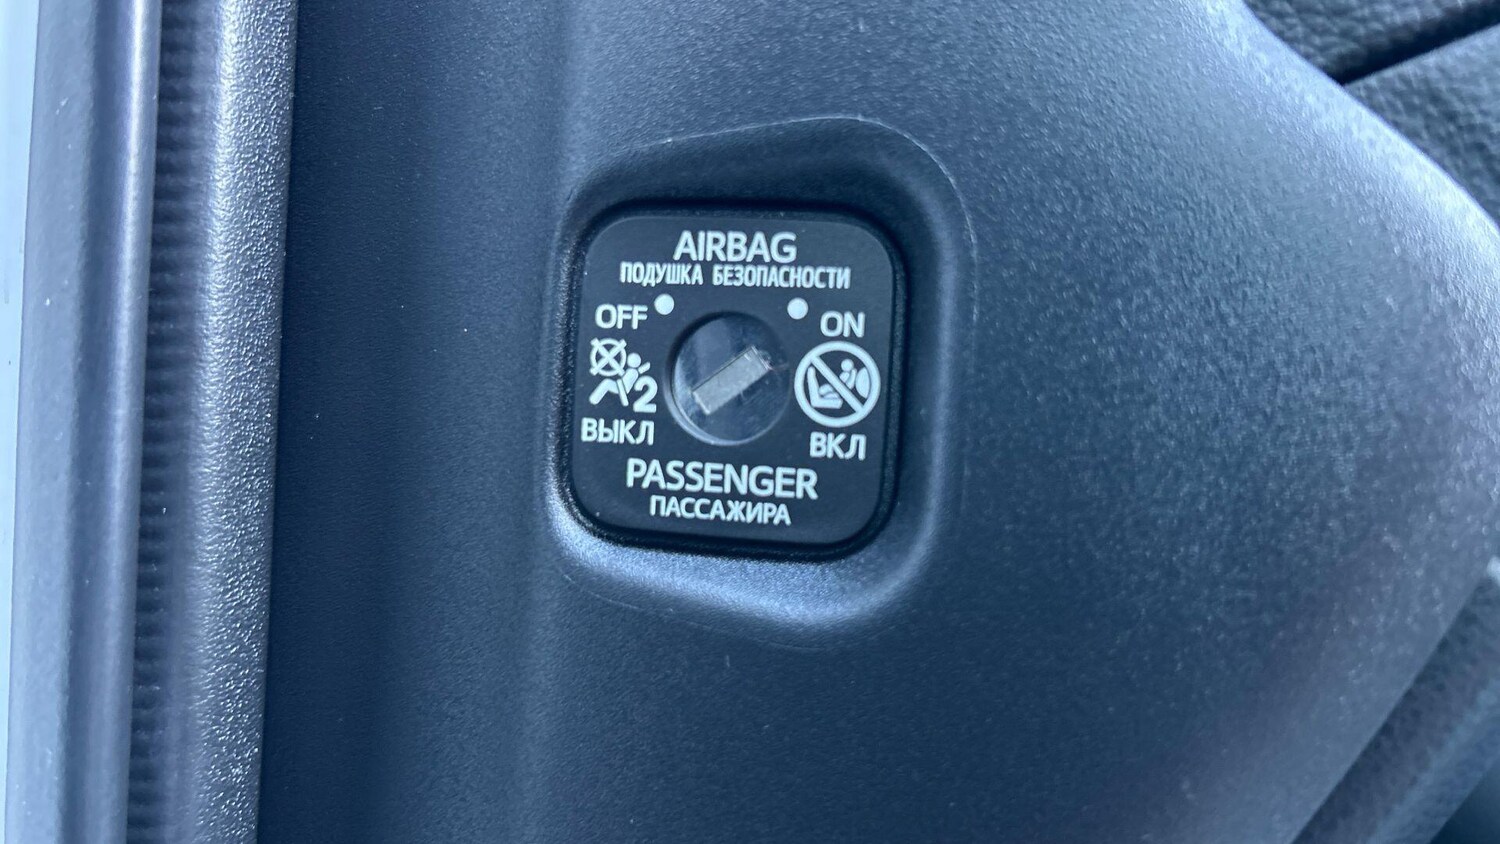 AIRBAG
ПОДУШКА БЕЗОПАСНОСТИ
OFF
ON
2
ВЫКЛ
ВКЛ
PASSENGER
ПАССАЖИРА